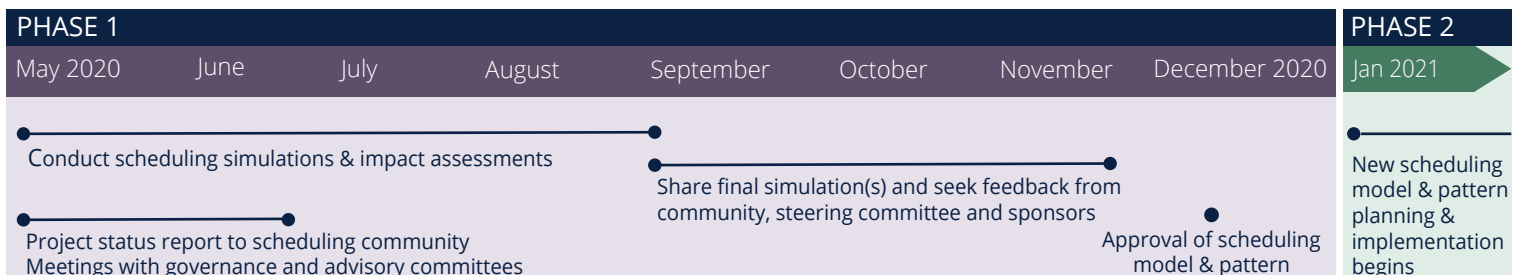 PHASE 1
PHASE 2
May 2020 June July August September October November December 2020 Jan 2021
Conduct scheduling simulations & impact assessments
Share final simulation(s) and seek feedback from
community, steering committee and sponsors
Project status report to scheduling community
Meetings with governance and advisory committees
Approval of scheduling
model & pattern
New scheduling
model & pattern
planning &
implementation
begins